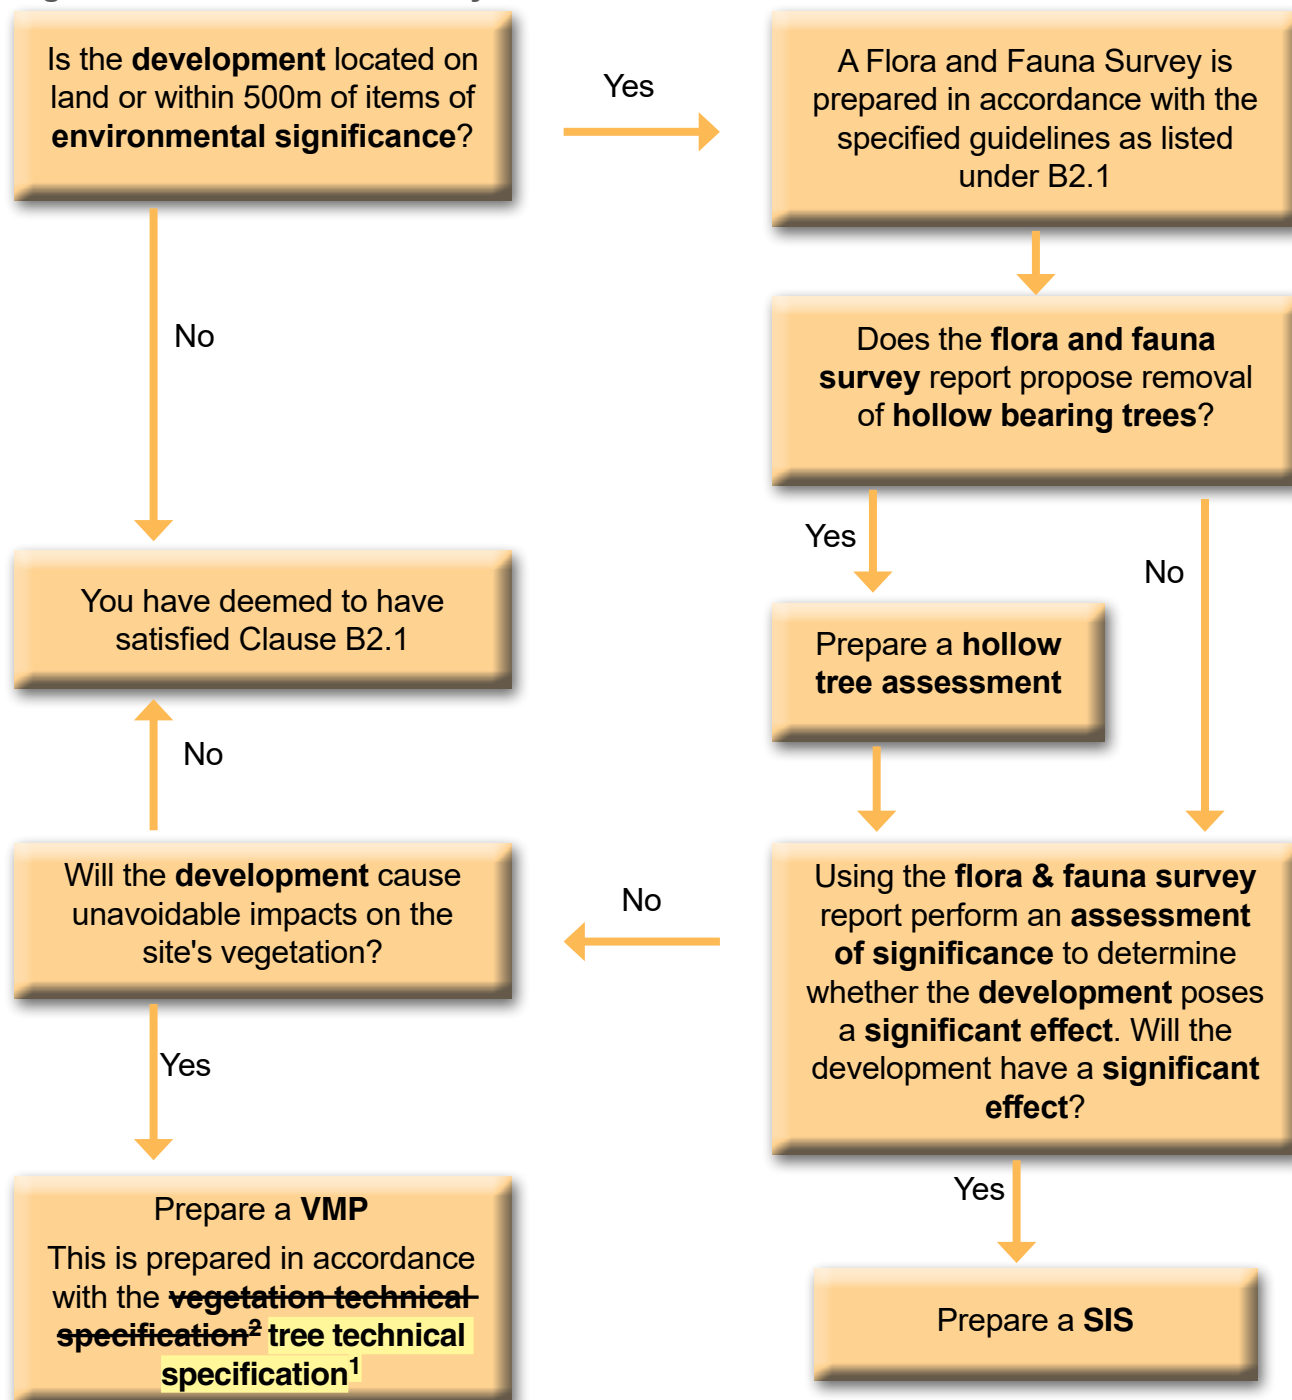 Is the development located on
land or within 500m of items of
environmental significance?
Yes
A Flora and Fauna Survey is
prepared in accordance with the
specified guidelines as listed
under B2.1
No
Does the flora and fauna
survey report propose removal
of hollow bearing trees?
Yes
No
You have deemed to have
satisfied Clause B2.1
Prepare a hollow
tree assessment
No
Will the development cause
unavoidable impacts on the
site's vegetation?
No
Using the flora & fauna survey
report perform an assessment
of significance to determine
whether the development poses
a significant effect. Will the
development have a significant
effect?
Yes
Yes
Prepare a VMP
This is prepared in accordance
with the vegetation technical
specification² tree technical
specification¹
Prepare a SIS